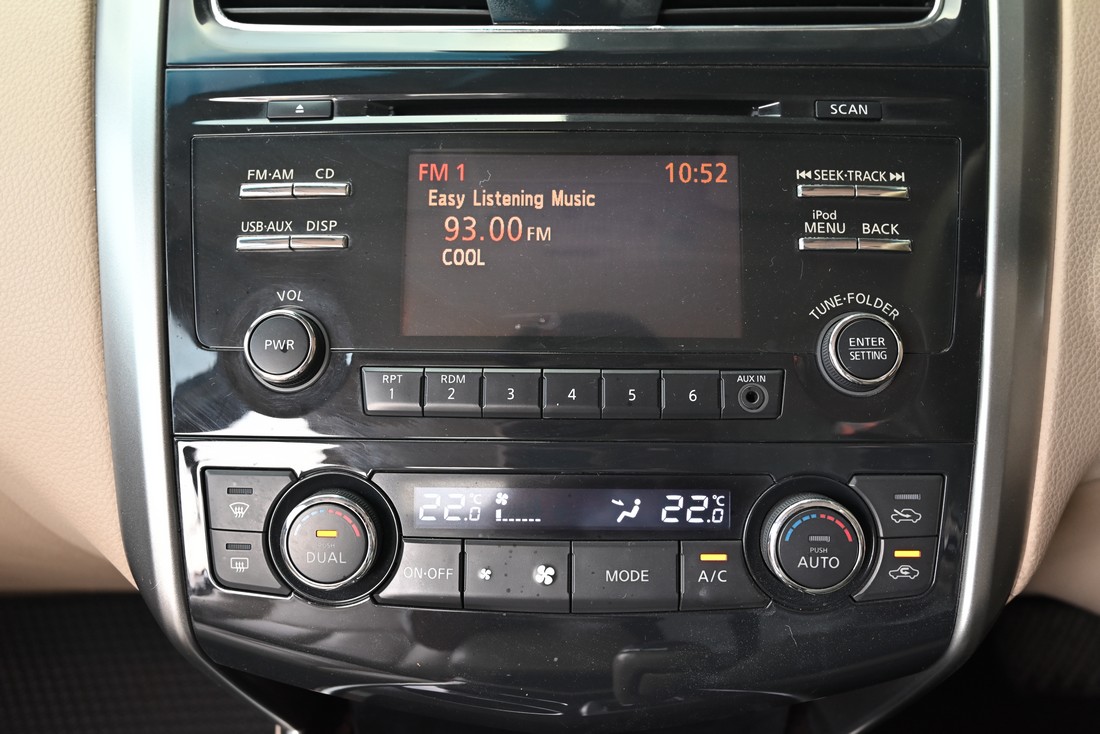 SCAN
FM·AM CD
FM 1 10:52
SEEK·TRACK
Easy Listening Music
USB·AUX DISP
93.00 FM
iPod
MENU BACK
COOL
VOL
PWR
TUNE·FOLDER
ENTER
SETTING
RPT
1
RDM
2
3
4
5
6
AUX IN
22.0°C
22.0°C
PUSH
DUAL
ON·OFF
MODE
A/C
PUSH
AUTO